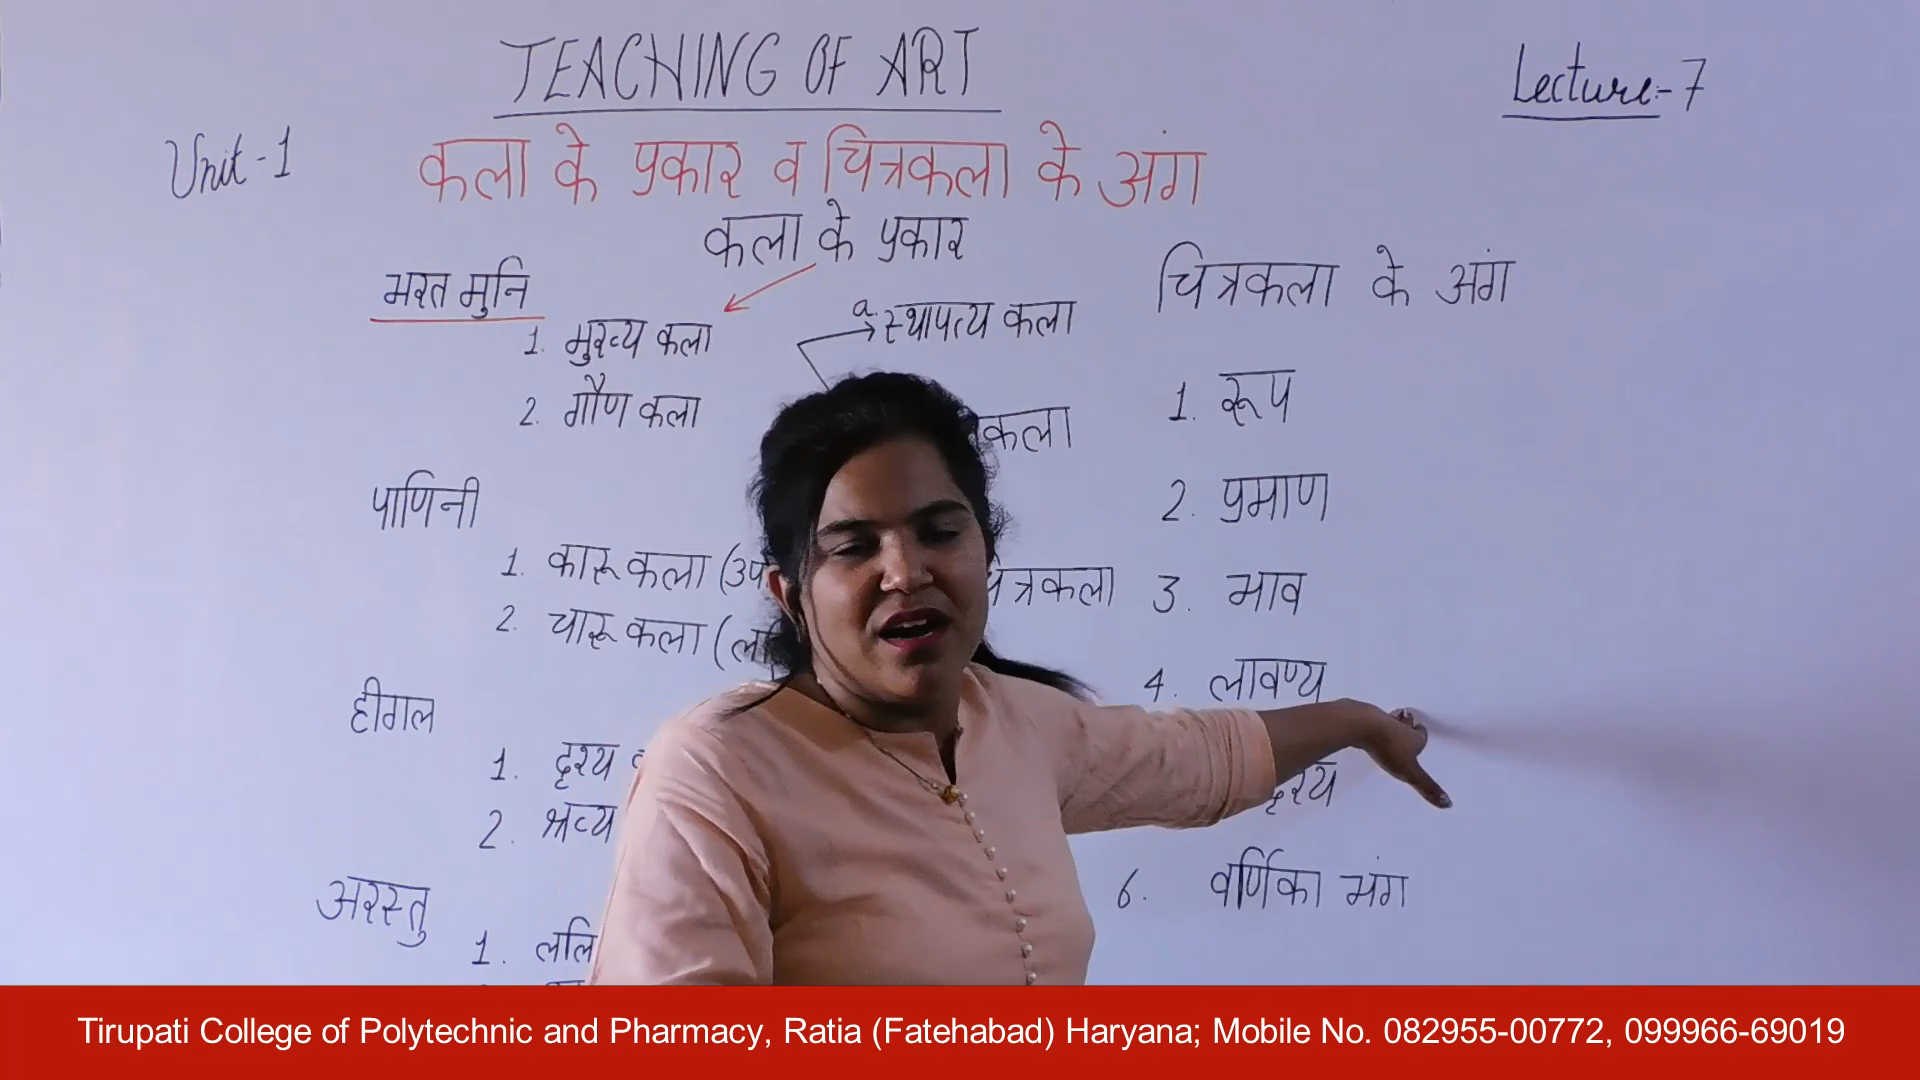 TEACHING OF ART
Lecture:- 7
Unit-1
कला के प्रकार व चित्रकला के अंग
कला के प्रकार
भरत मुनि
1. मुख्य कला
2. गौण कला
a. स्थापत्य कला
कला
त्रकला
पाणिनी
1. कारू कला (उप
2. चारू कला (ल
हीगल
1. दृश्य
2. श्रव्य
अरस्तु
1. ललि
चित्रकला के अंग
1. रूप
2. प्रमाण
3. भाव
4. लावण्य
दृश्य
6. वर्णिका भंग
Tirupati College of Polytechnic and Pharmacy, Ratia (Fatehabad) Haryana; Mobile No. 082955-00772, 099966-69019